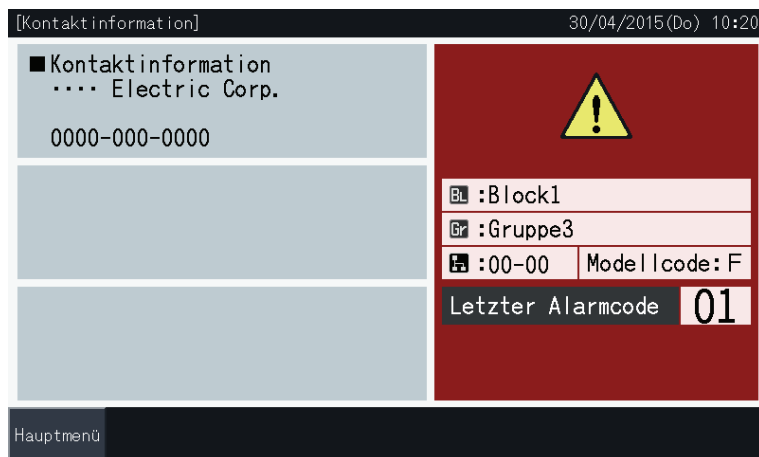 [Kontaktinformation] 30/04/2015(Do) 10:20
■Kontaktinformation
···· Electric Corp.
0000-000-0000
BL :Block1
Gr :Gruppe3
:00-00 Modellcode:F
Letzter Alarmcode 01
Hauptmenü